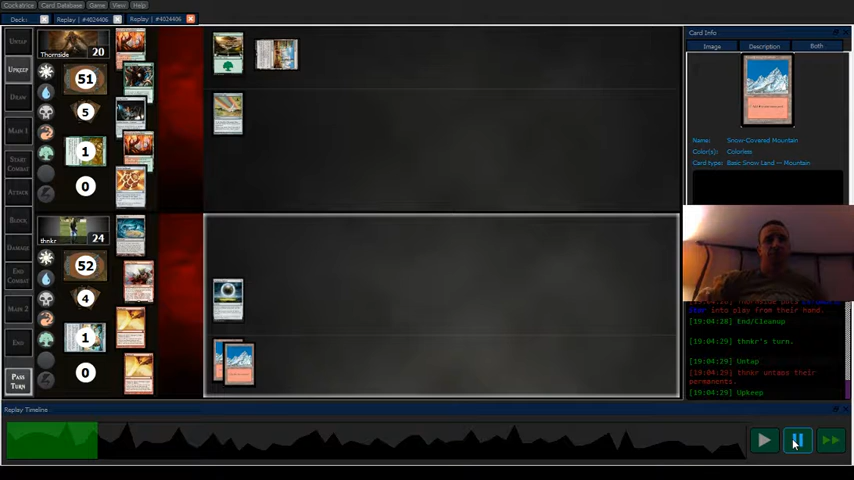 Cockatrice Card Database Game View Help
Deck: Replay | #4024406 Replay | #4024406
UNTAP
UPKEEP
DRAW
MAIN 1
START COMBAT
ATTACK
BLOCK
DAMAGE
END COMBAT
MAIN 2
END
PASS TURN
Thornside 20
51
5
1
0
thnkr 24
52
4
1
0
Card Info
Image Description Both
Name: Snow-Covered Mountain
Color(s): Colorless
Card type: Basic Snow Land — Mountain
into play from their hand.
[19:04:28] End/Cleanup
[19:04:29] thnkr's turn.
[19:04:29] Untap
[19:04:29] thnkr untaps their
permanents.
[19:04:29] Upkeep
Replay Timeline